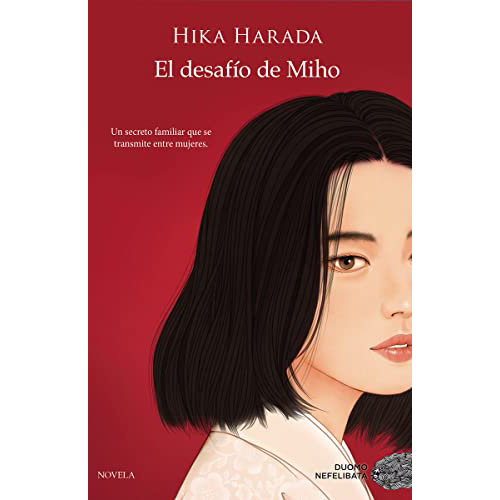 HIKA HARADA
El desafío de Miho
Un secreto familiar que se
transmite entre mujeres.
DUOMO
NEFELIBATA
NOVELA